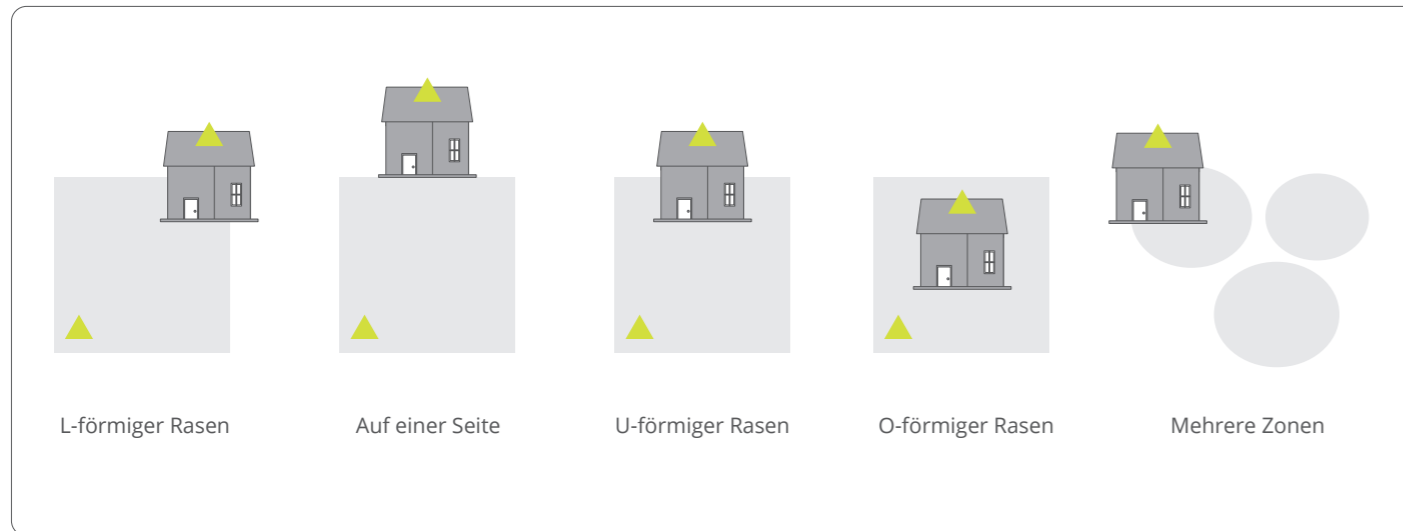 L-förmiger Rasen
Auf einer Seite
U-förmiger Rasen
O-förmiger Rasen
Mehrere Zonen